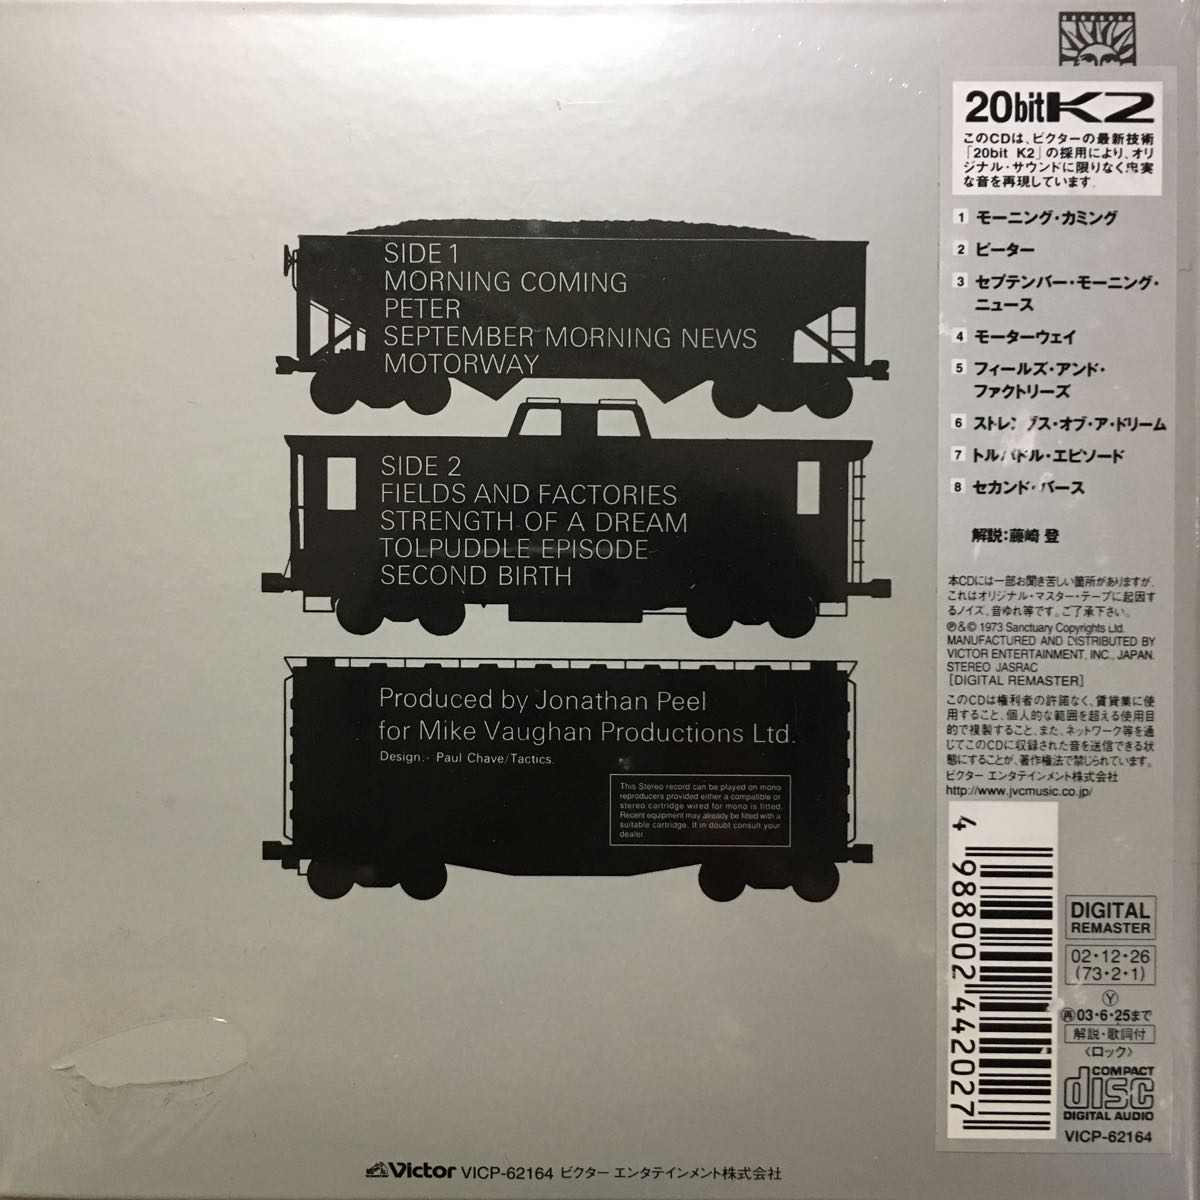 SIDE 1
MORNING COMING
PETER
SEPTEMBER MORNING NEWS
MOTORWAY
SIDE 2
FIELDS AND FACTORIES
STRENGTH OF A DREAM
TOLPUDDLE EPISODE
SECOND BIRTH
Produced by Jonathan Peel
for Mike Vaughan Productions Ltd.
Design:- Paul Chave/Tactics.
This Stereo record can be played on mono
reproducers provided either a compatible or
stereo cartridge wired for mono is fitted.
Recent equipment may already be fitted with a
suitable cartridge. If in doubt consult your
dealer.
Victor VICP-62164 ビクター エンタテインメント株式会社
20bit K2
このCDは、ビクターの最新技術
「20bit K2」の採用により、オリ
ジナル・サウンドに限りなく忠実
な音を再現しています。
1 モーニング・カミング
2 ピーター
3 セプテンバー・モーニング・
ニュース
4 モーターウェイ
5 フィールズ・アンド・
ファクトリーズ
6 ストレングス・オブ・ア・ドリーム
7 トルパドル・エピソード
8 セカンド・バース
解説:藤崎 登
本CDには一部お聞き苦しい箇所がありますが、
これはオリジナル・マスター・テープに起因す
るノイズ、音ゆれ等です。ご了承下さい。
℗&© 1973 Sanctuary Copyrights Ltd.
MANUFACTURED AND DISTRIBUTED BY
VICTOR ENTERTAINMENT, INC., JAPAN.
STEREO JASRAC
[DIGITAL REMASTER]
このCDは権利者の許諾なく、賃貸業に使
用すること、個人的な範囲を超える使用目
的で複製すること、また、ネットワーク等を通
じてこのCDに収録された音を送信できる状
態にすることが、著作権法で禁じられています。
ビクター エンタテインメント株式会社
http://www.jvcmusic.co.jp/
4 988002 442027
DIGITAL
REMASTER
02・12・26
(73・2・1)
Ⓨ
㊢03・6・25まで
解説・歌詞付
〈ロック〉
COMPACT
disc
DIGITAL AUDIO
VICP-62164